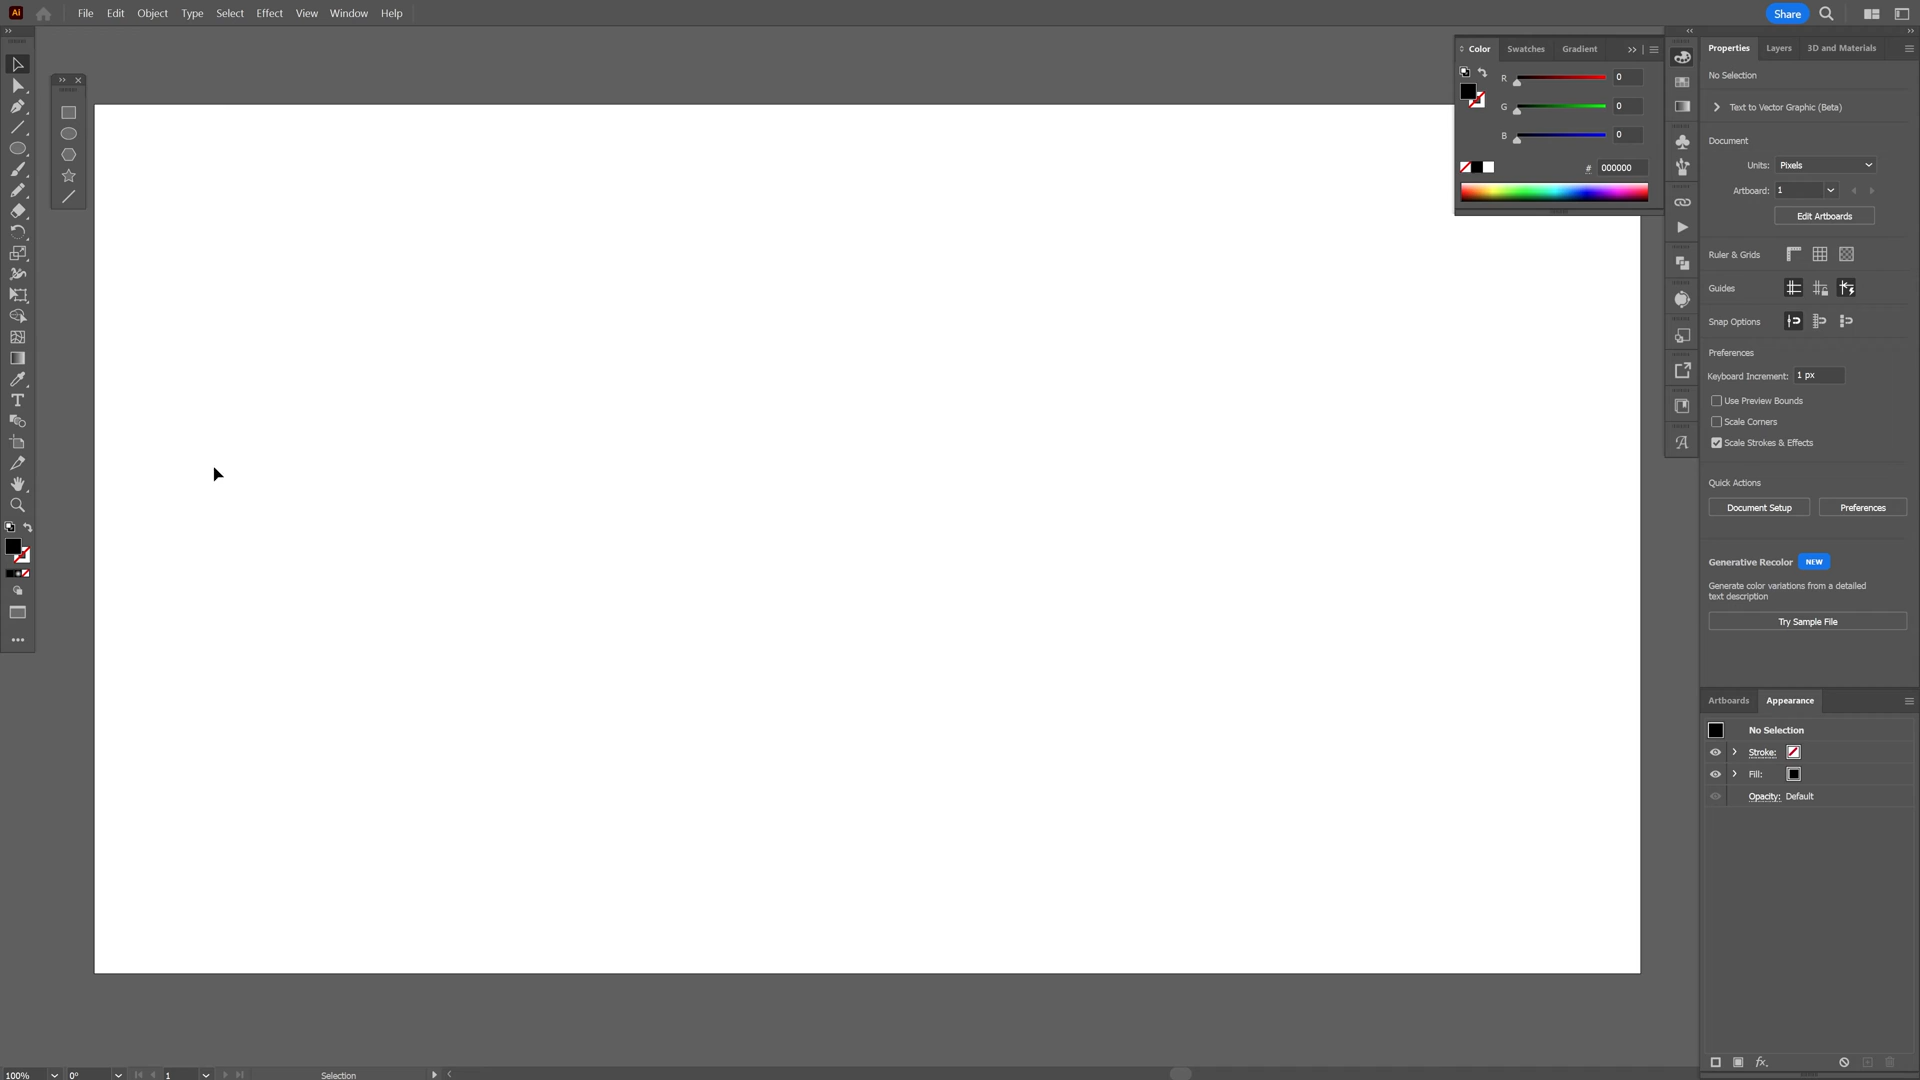 Ai
File Edit Object Type Select Effect View Window Help
Share
Color Swatches Gradient
R 0
G 0
B 0
# 000000
Properties Layers 3D and Materials
No Selection
Text to Vector Graphic (Beta)
Document
Units: Pixels
Artboard: 1
Edit Artboards
Ruler & Grids
Guides
Snap Options
Preferences
Keyboard Increment: 1 px
Use Preview Bounds
Scale Corners
Scale Strokes & Effects
Quick Actions
Document Setup Preferences
Generative Recolor NEW
Generate color variations from a detailed
text description
Try Sample File
Artboards Appearance
No Selection
Stroke:
Fill:
Opacity: Default
fx.
100% 0° 1 Selection